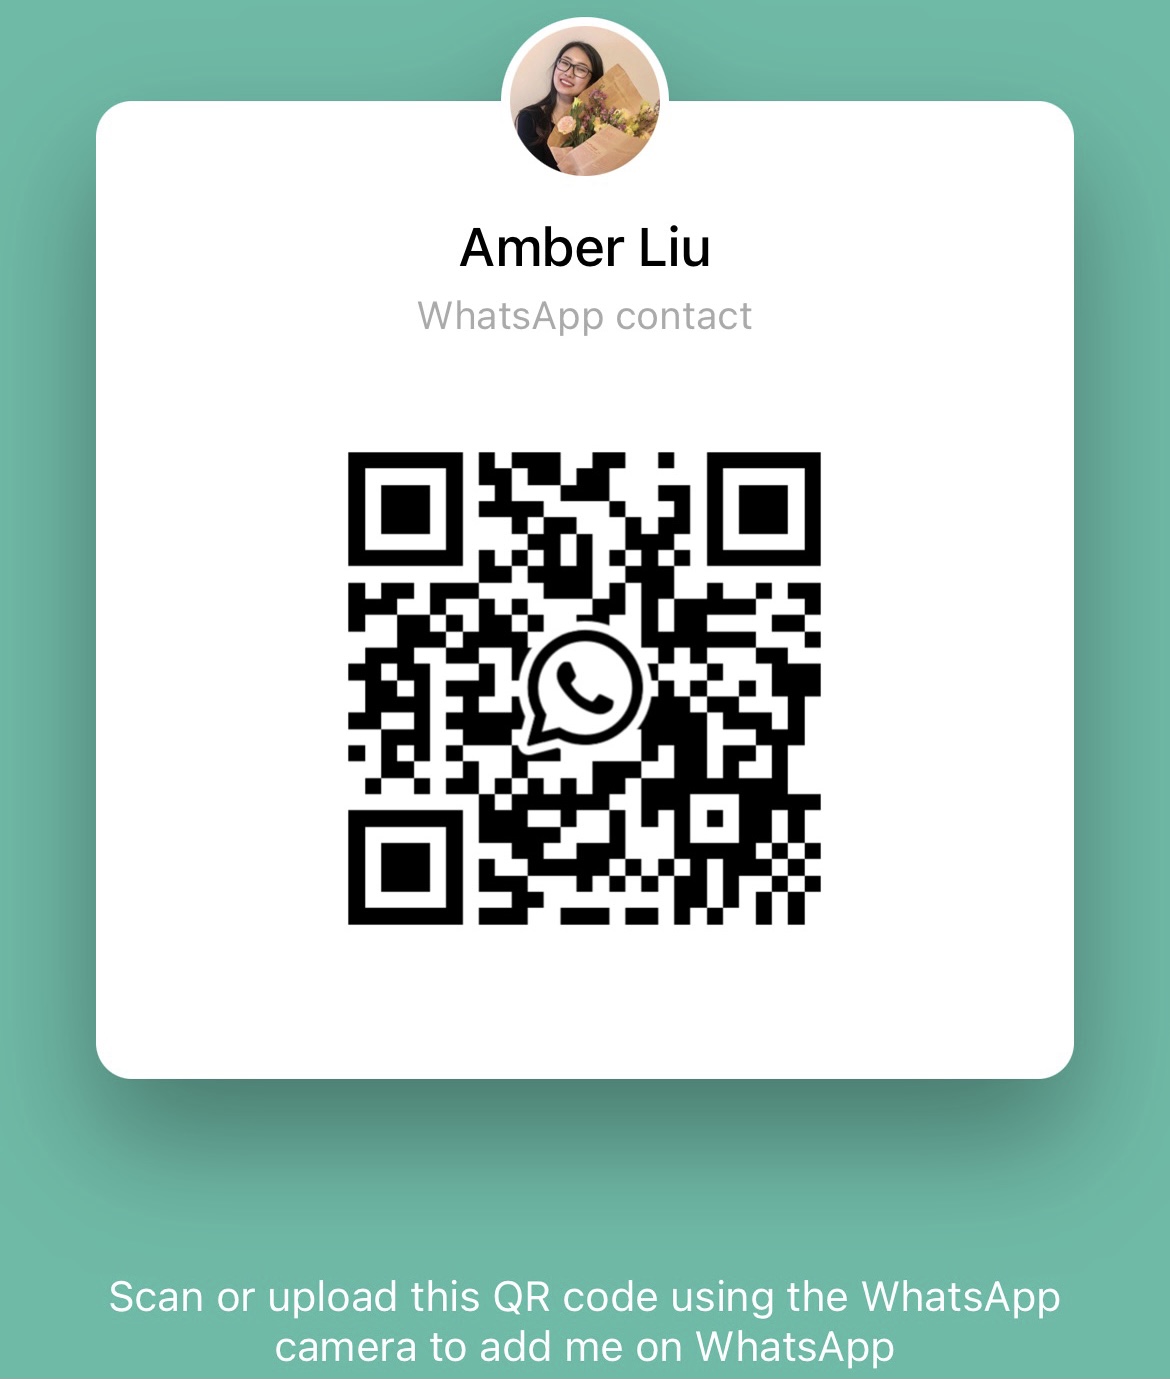 Amber Liu
WhatsApp contact
Scan or upload this QR code using the WhatsApp
camera to add me on WhatsApp